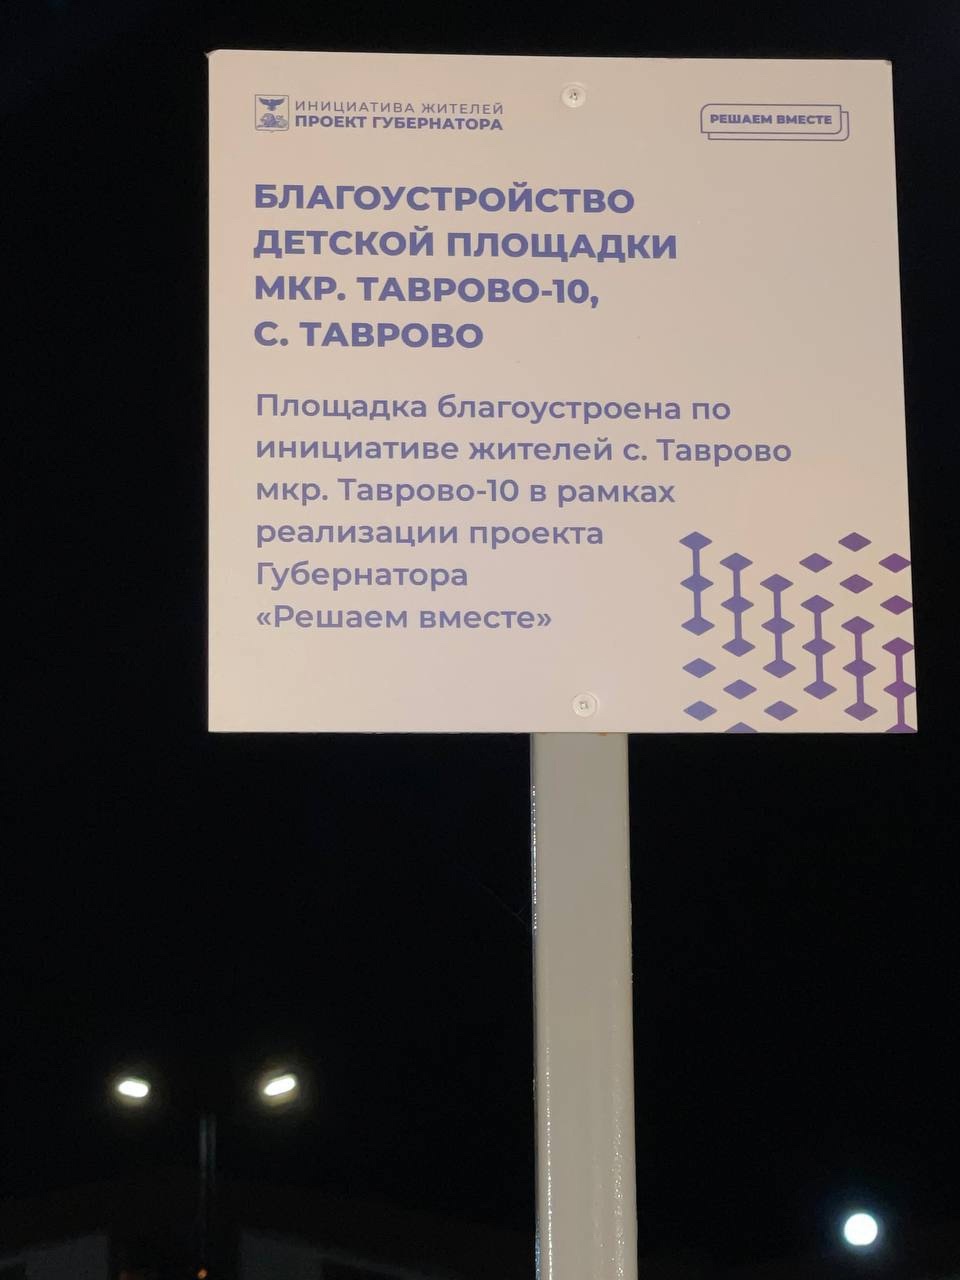 ИНИЦИАТИВА ЖИТЕЛЕЙ
ПРОЕКТ ГУБЕРНАТОРА
РЕШАЕМ ВМЕСТЕ
БЛАГОУСТРОЙСТВО
ДЕТСКОЙ ПЛОЩАДКИ
МКР. ТАВРОВО-10,
С. ТАВРОВО
Площадка благоустроена по
инициативе жителей с. Таврово
мкр. Таврово-10 в рамках
реализации проекта
Губернатора
«Решаем вместе»